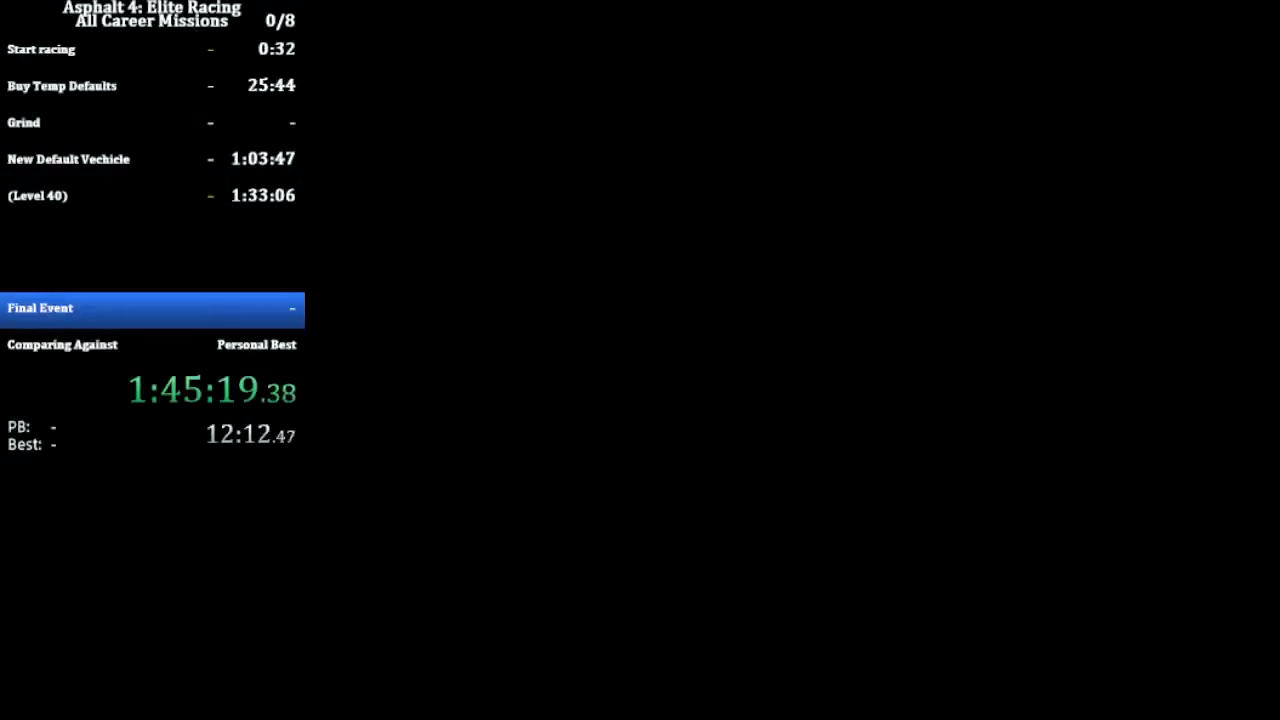 Asphalt 4: Elite Racing
All Career Missions 0/8
Start racing - 0:32
Buy Temp Defaults - 25:44
Grind - -
New Default Vechicle - 1:03:47
(Level 40) - 1:33:06
Final Event -
Comparing Against Personal Best
1:45:19.38
PB: - 12:12.47
Best: -